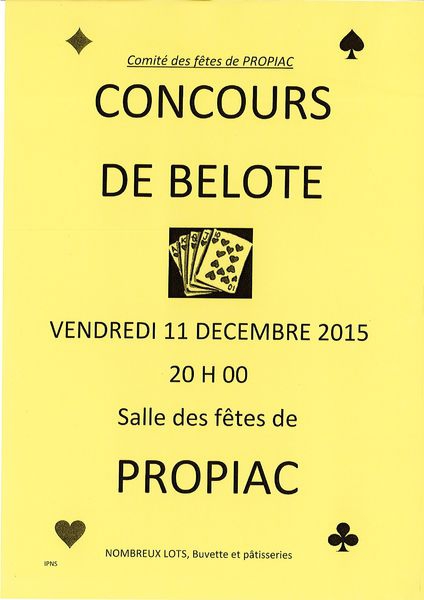 Comité des fêtes de PROPIAC
CONCOURS
DE BELOTE
VENDREDI 11 DECEMBRE 2015
20 H 00
Salle des fêtes de
PROPIAC
NOMBREUX LOTS, Buvette et pâtisseries
IPNS